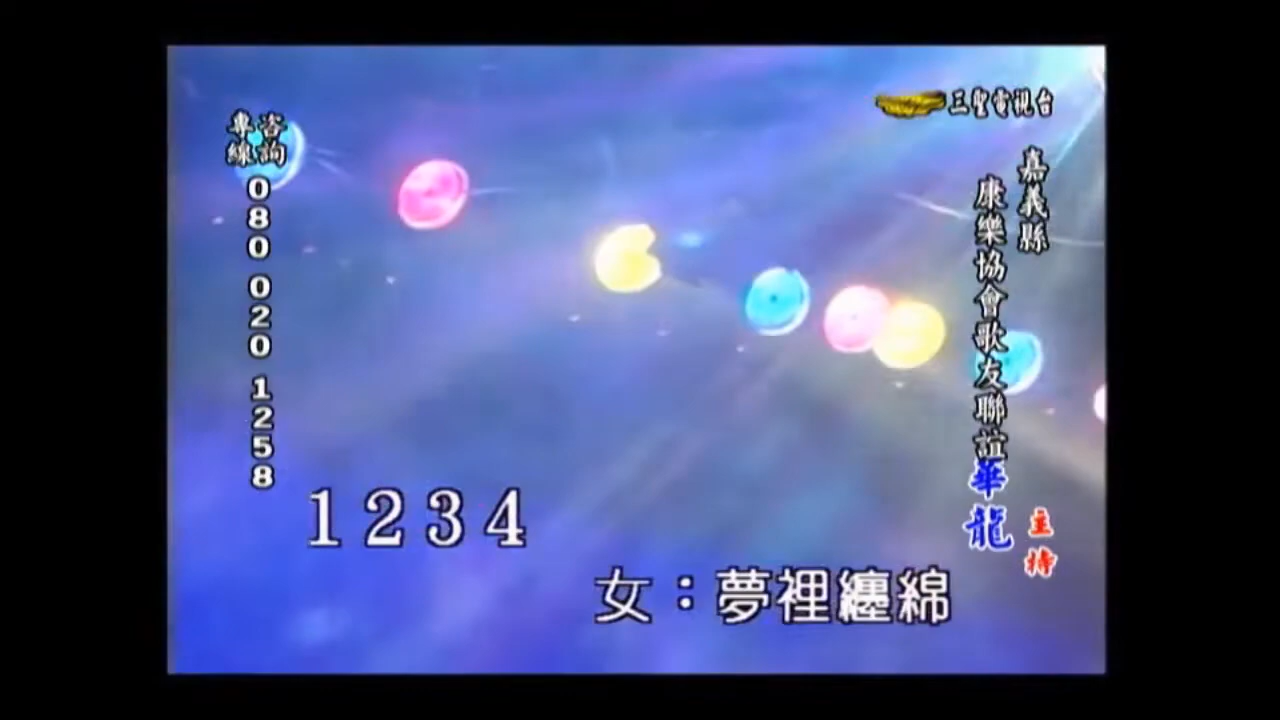 三聖電視台
嘉義縣
康樂協會歌友聯誼
華龍
主持
咨詢
專線
080 020 1258
1234
女：夢裡纏綿